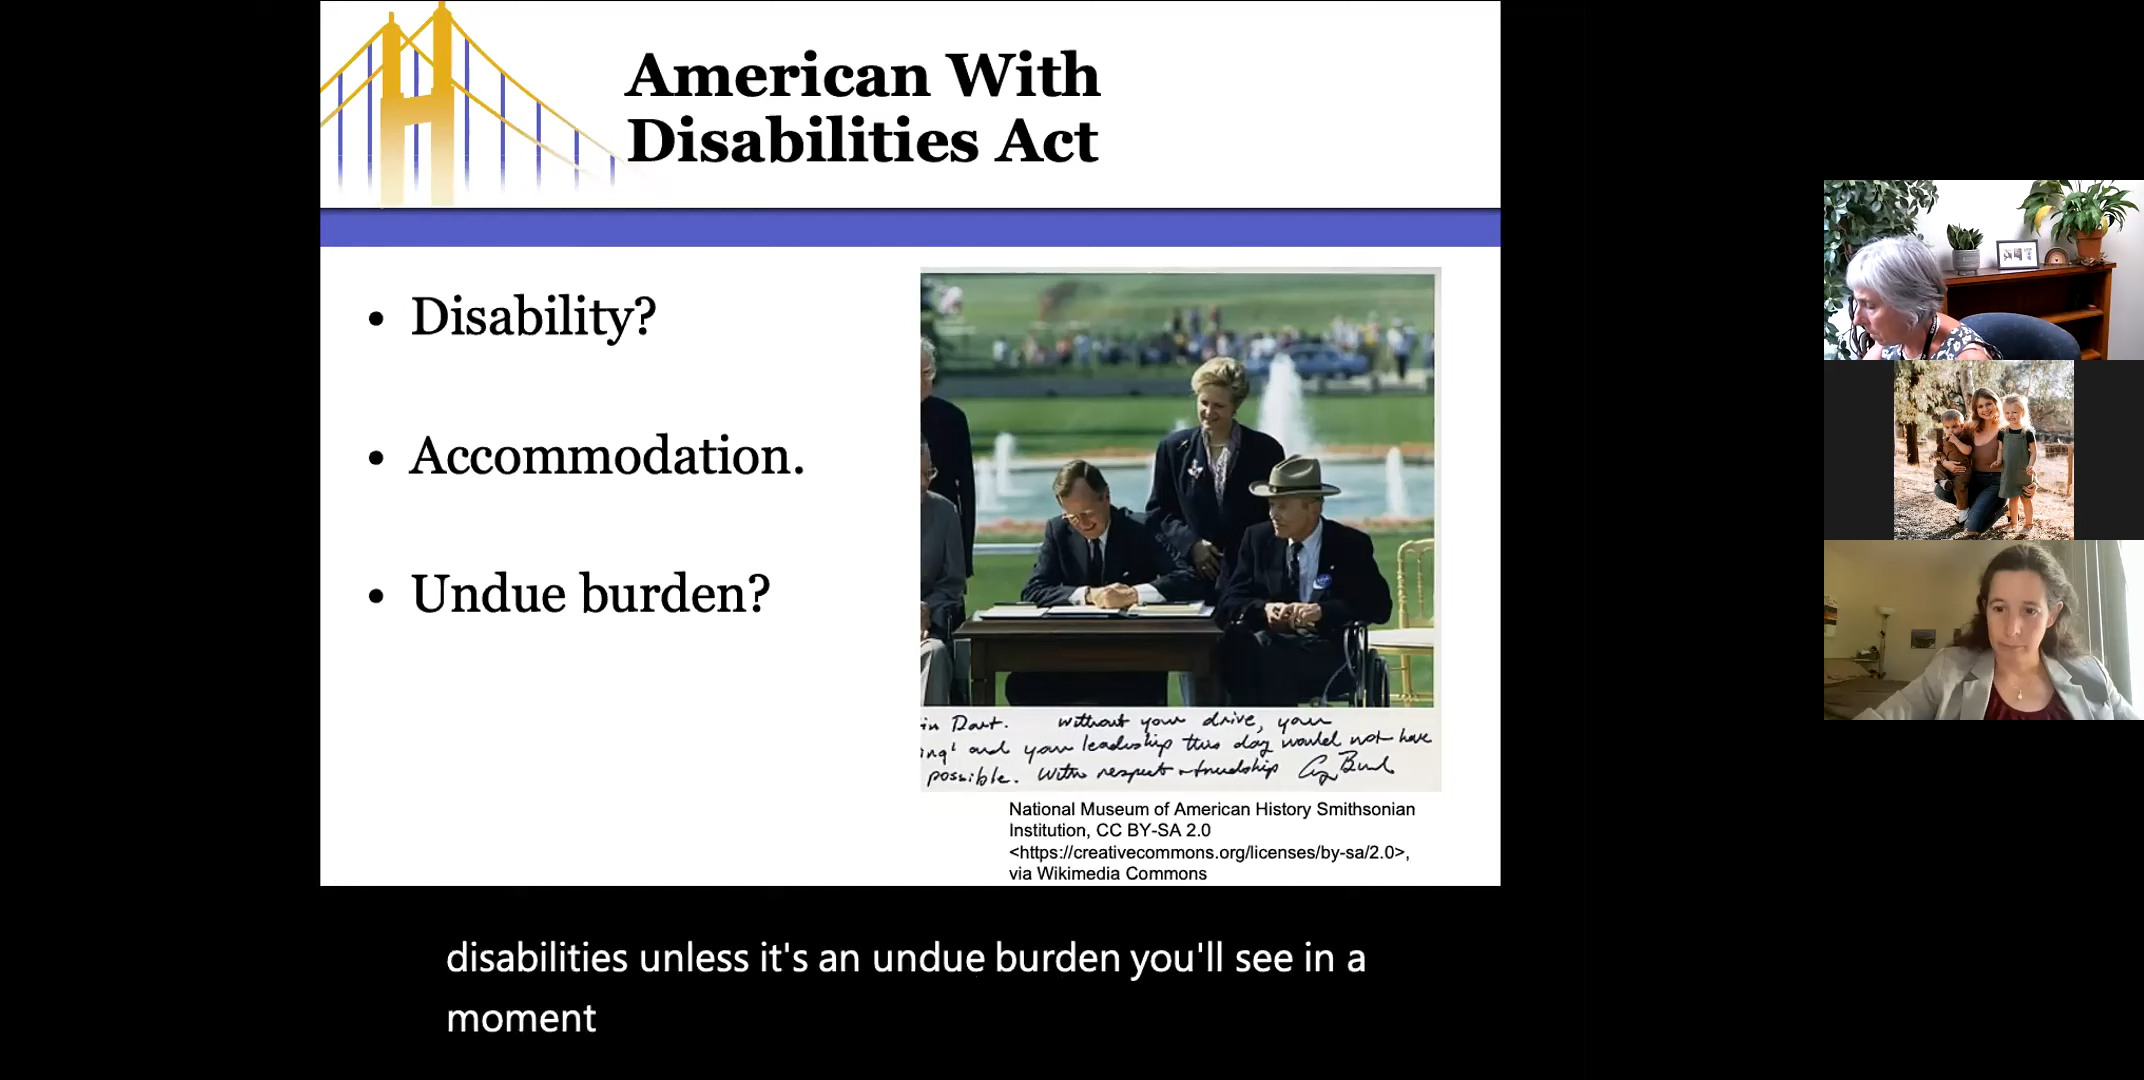 American With
Disabilities Act
• Disability?
• Accommodation.
• Undue burden?
in Dart. Without your drive, your
ing' and your leadership this day would not have
possible. With respect + friendship
National Museum of American History Smithsonian
Institution, CC BY-SA 2.0
<https://creativecommons.org/licenses/by-sa/2.0>,
via Wikimedia Commons
disabilities unless it's an undue burden you'll see in a
moment